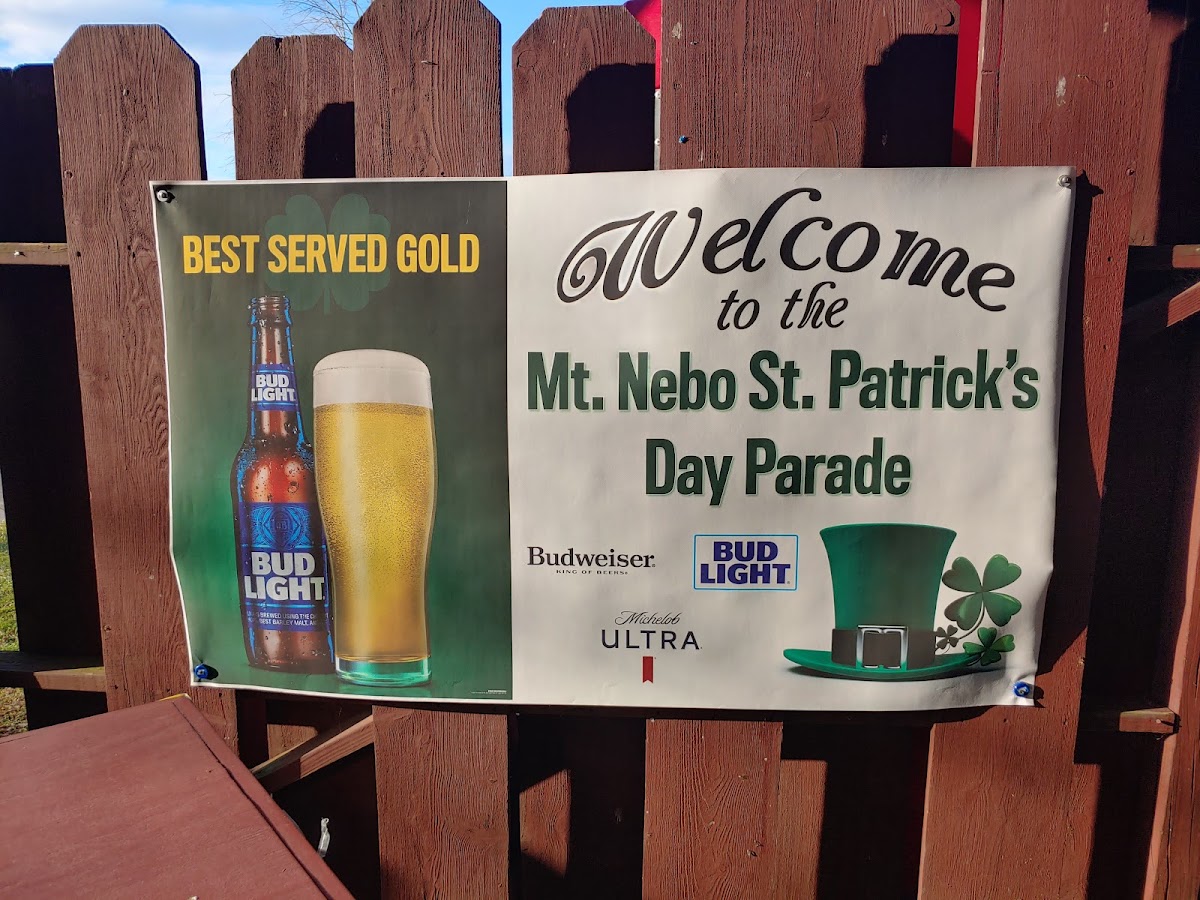 BEST SERVED GOLD
BUD
LIGHT
BUD
LIGHT
Welcome
to the
Mt. Nebo St. Patrick's
Day Parade
Budweiser
KING OF BEERS
BUD
LIGHT
Michelob
ULTRA